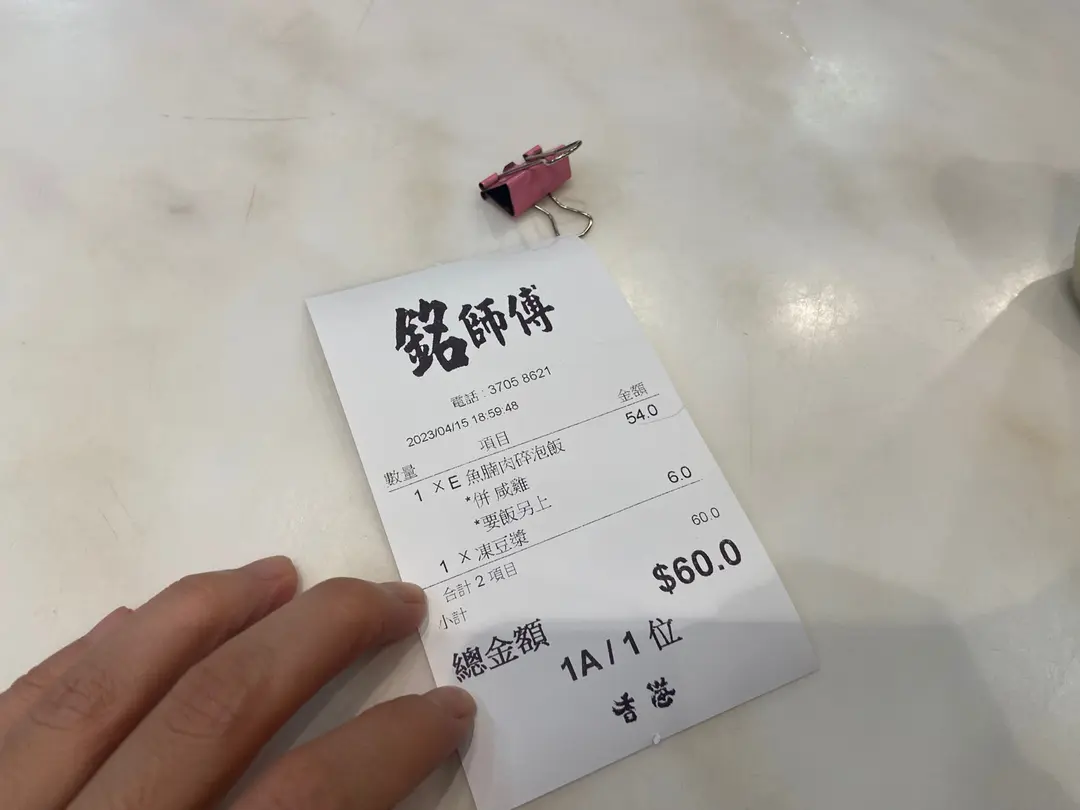 銘師傅
電話 : 3705 8621
2023/04/15 18:59:48
數量 項目 金額
1 X E 魚腩肉碎泡飯 54.0
*併 咸雞
*要飯另上
1 X 凍豆漿 6.0
合計 2 項目
小計 60.0
總金額 $60.0
1A / 1 位
香港